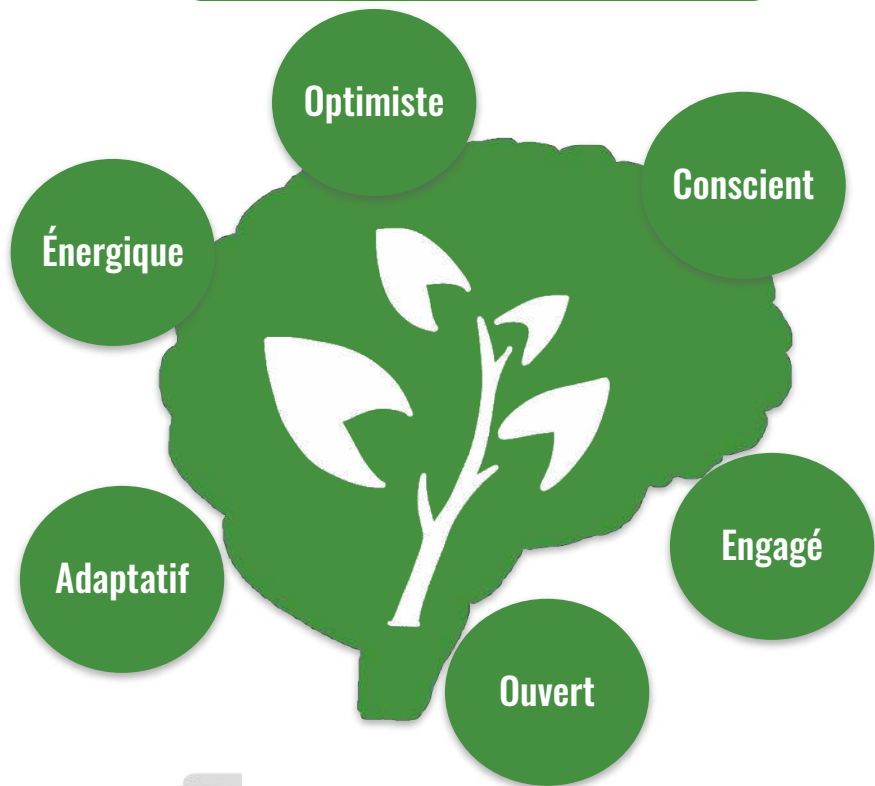 Optimiste
Conscient
Énergique
Engagé
Adaptatif
Ouvert